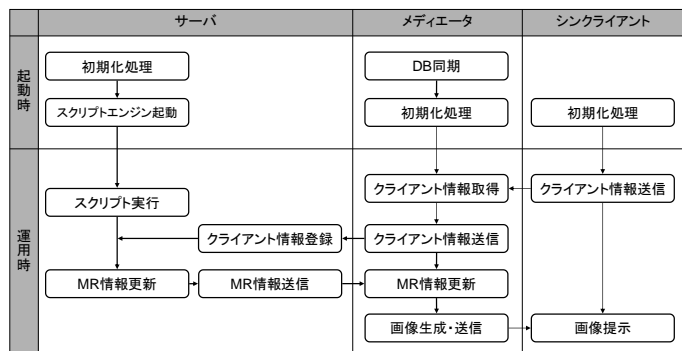 サーバ
メディエータ
シンクライアント
起動時
初期化処理
DB同期
スクリプトエンジン起動
初期化処理
初期化処理
運用時
クライアント情報取得
クライアント情報送信
スクリプト実行
クライアント情報登録
クライアント情報送信
MR情報更新
MR情報送信
MR情報更新
画像生成・送信
画像提示